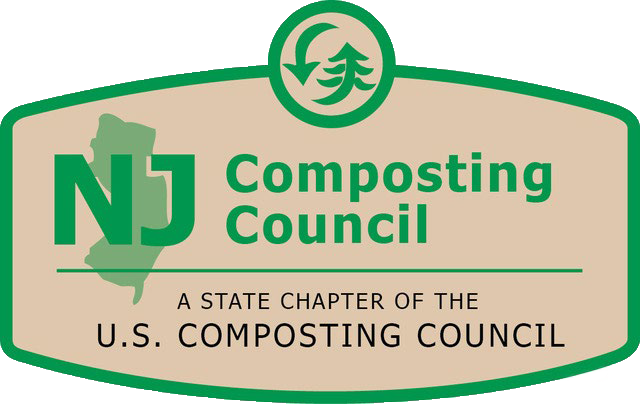 NJ Composting
Council
A STATE CHAPTER OF THE
U.S. COMPOSTING COUNCIL